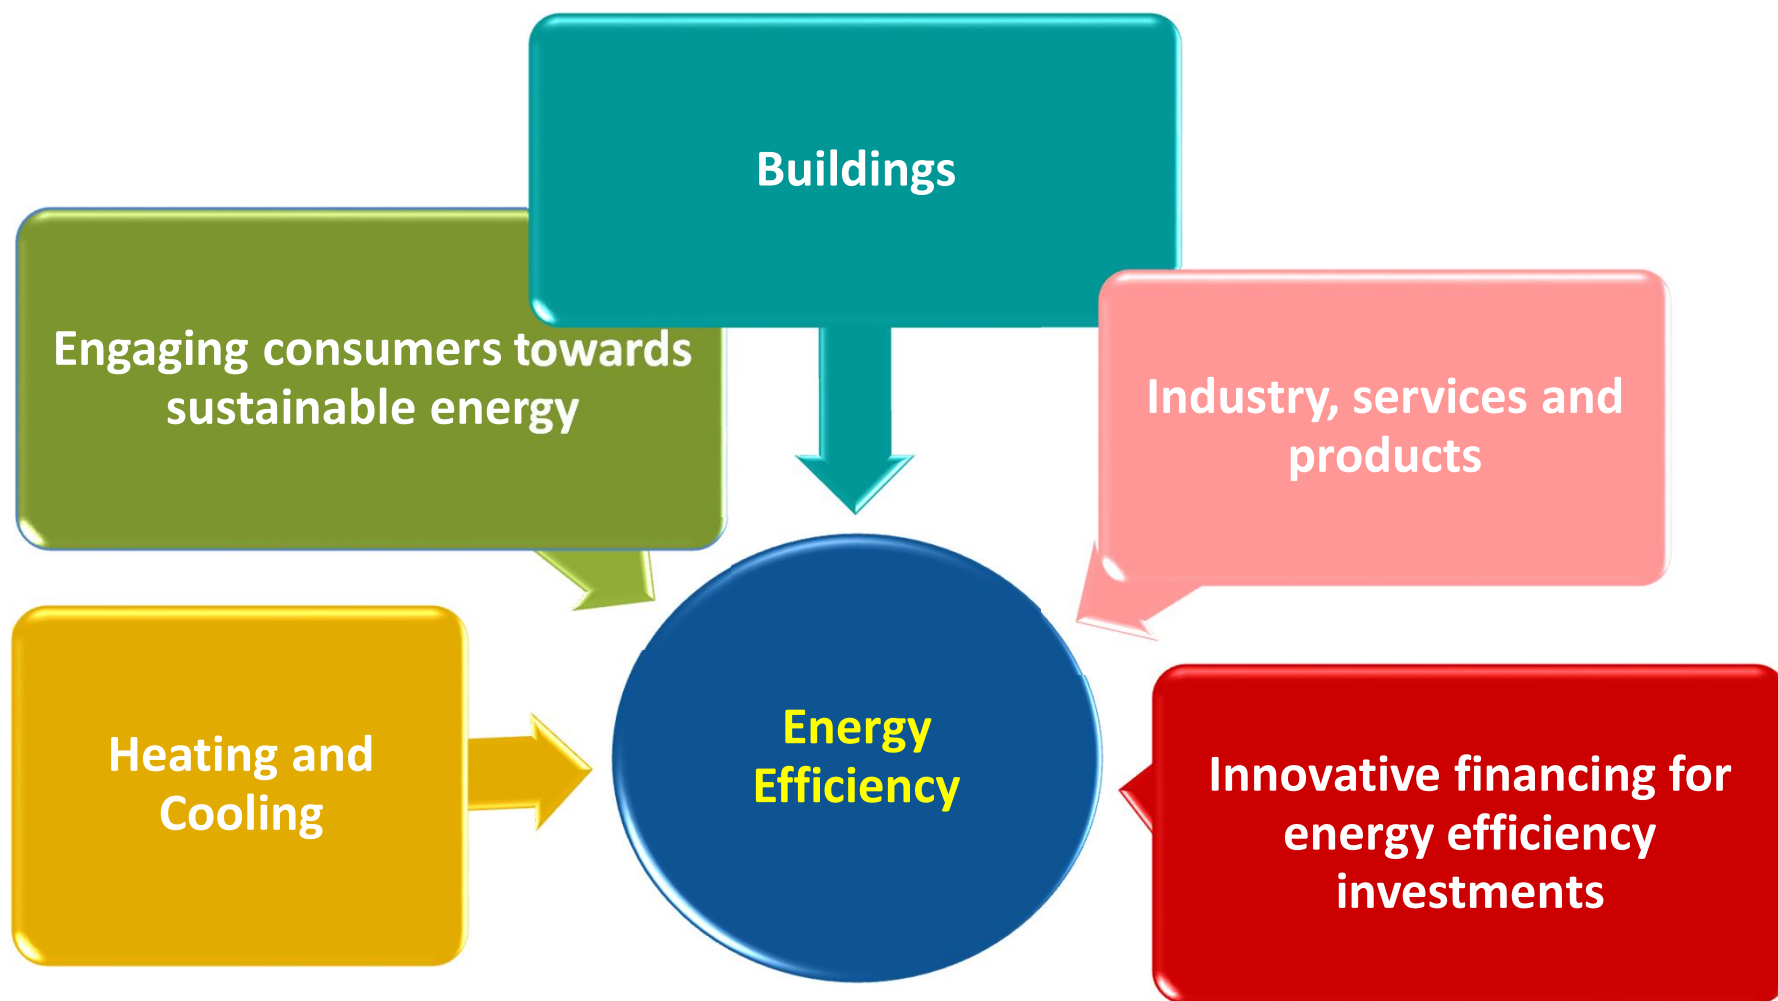 Buildings
Engaging consumers towards
sustainable energy
Industry, services and
products
Heating and
Cooling
Energy
Efficiency
Innovative financing for
energy efficiency
investments